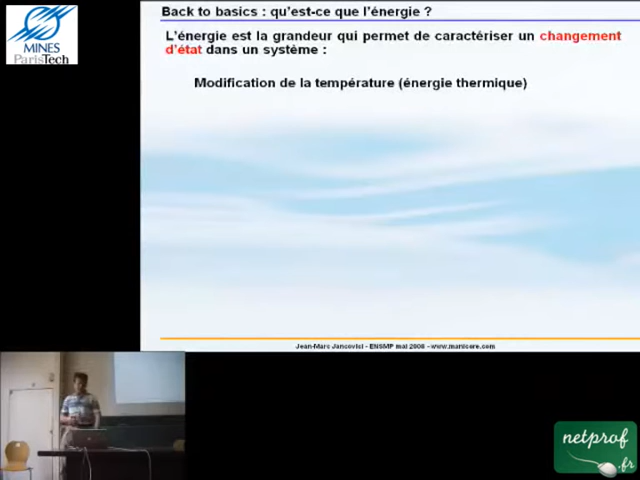 MINES
ParisTech
Back to basics : qu'est-ce que l'énergie ?
L'énergie est la grandeur qui permet de caractériser un changement
d'état dans un système :
Modification de la température (énergie thermique)
Jean-Marc Jancovici - ENSMP mai 2008 - www.manicore.com
netprof
.fr